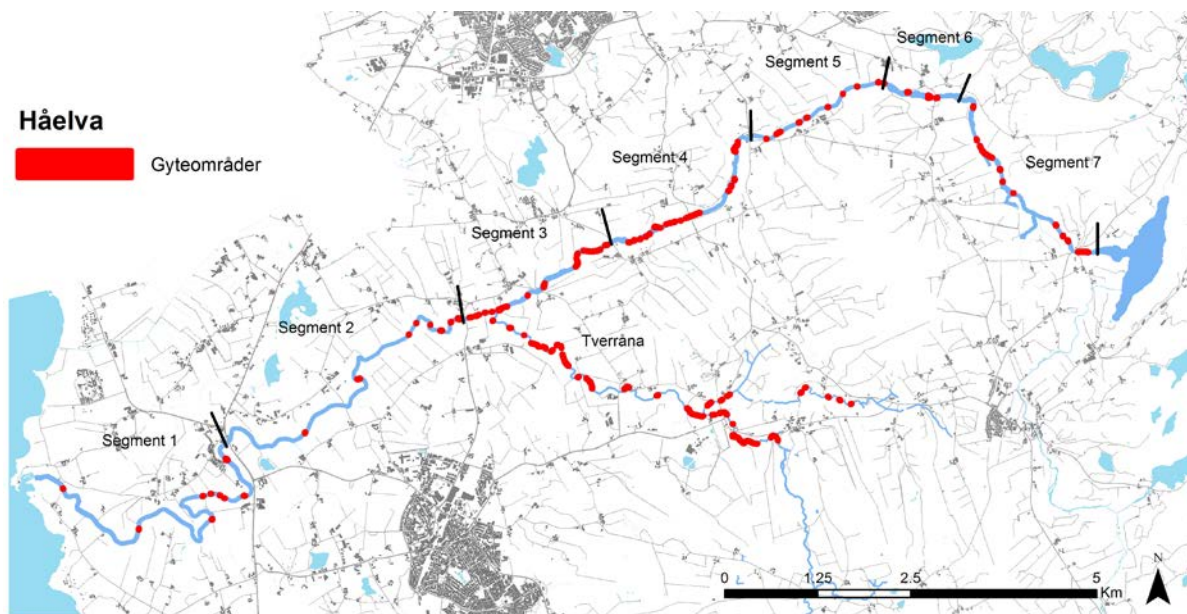 Håelva
Gyteområder
Segment 1
Segment 2
Segment 3
Segment 4
Segment 5
Segment 6
Segment 7
Tverråna
0 1,25 2,5 5
Km
N